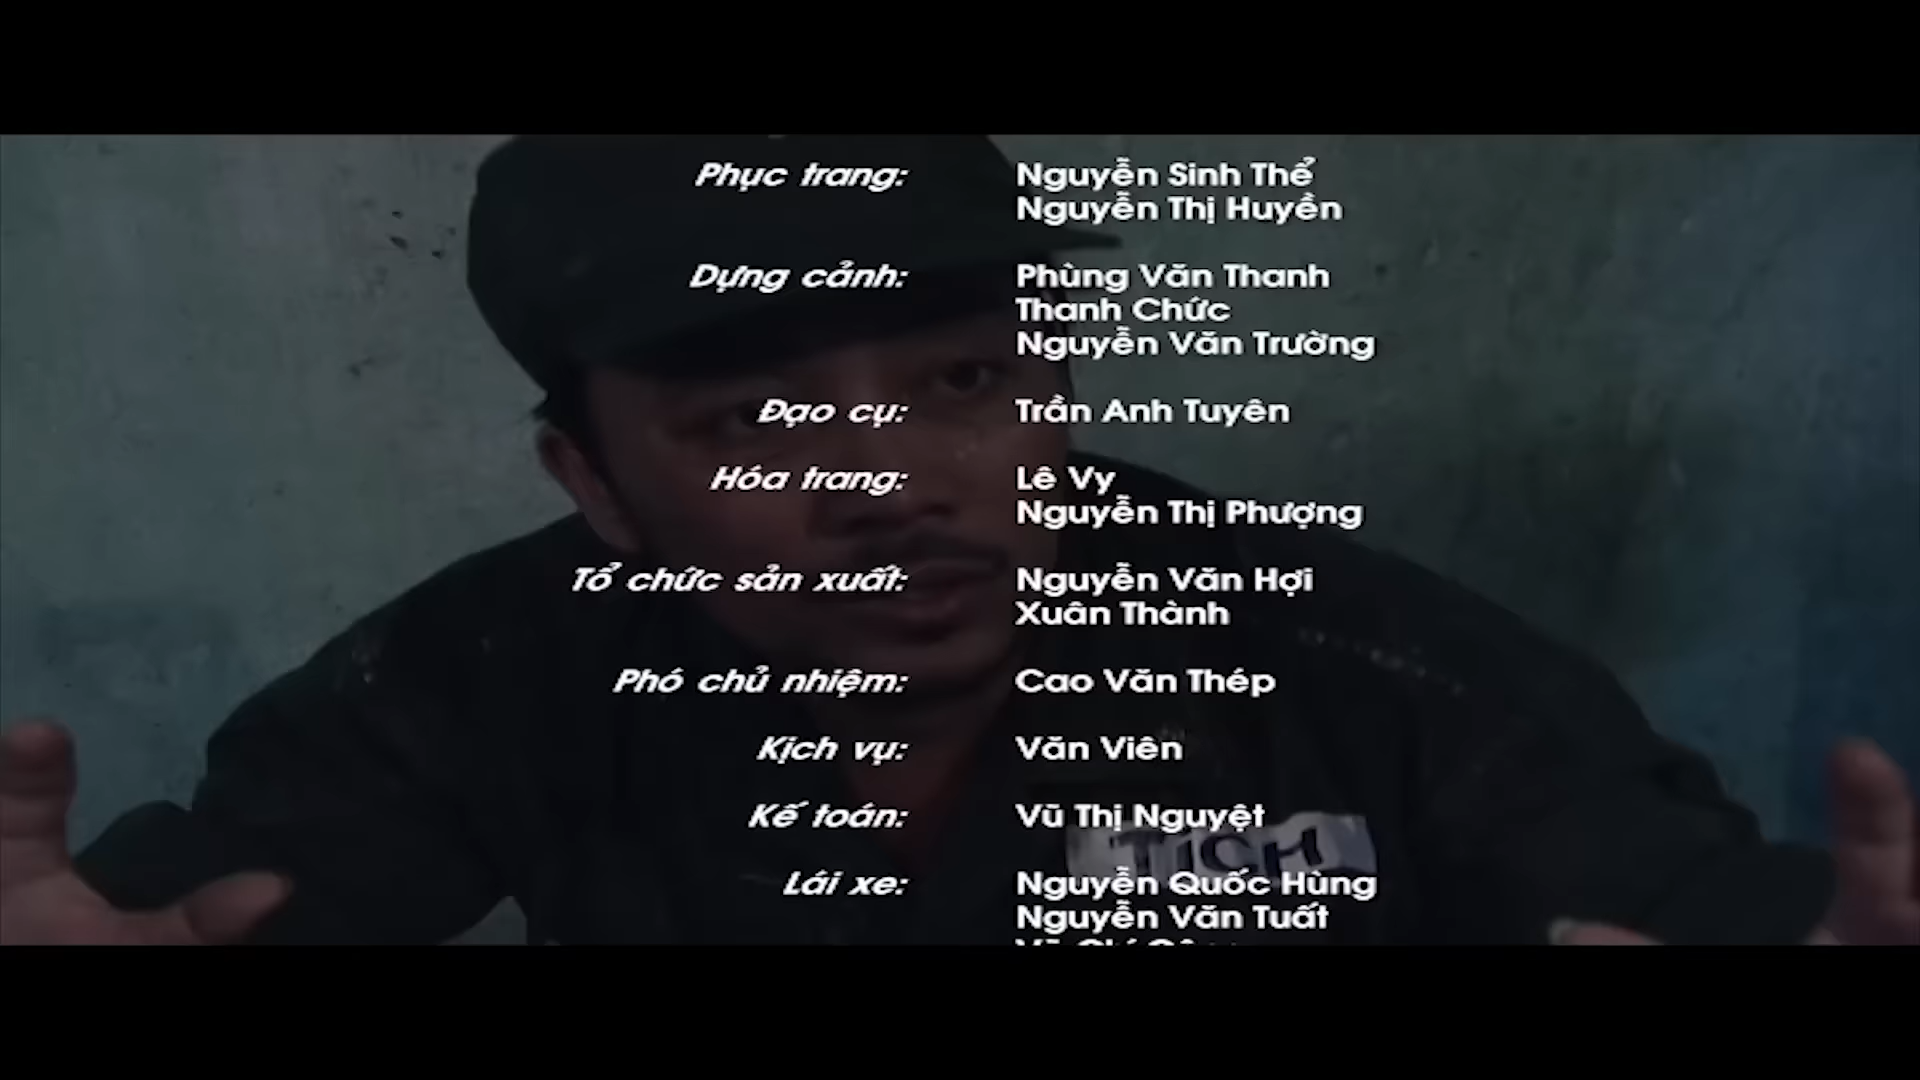 Phục trang: Nguyễn Sinh Thể
Nguyễn Thị Huyền
Dựng cảnh: Phùng Văn Thanh
Thanh Chức
Nguyễn Văn Trường
Đạo cụ: Trần Anh Tuyên
Hóa trang: Lê Vy
Nguyễn Thị Phượng
Tổ chức sản xuất: Nguyễn Văn Hợi
Xuân Thành
Phó chủ nhiệm: Cao Văn Thép
Kịch vụ: Văn Viên
Kế toán: Vũ Thị Nguyệt
TÍCH
Lái xe: Nguyễn Quốc Hùng
Nguyễn Văn Tuất